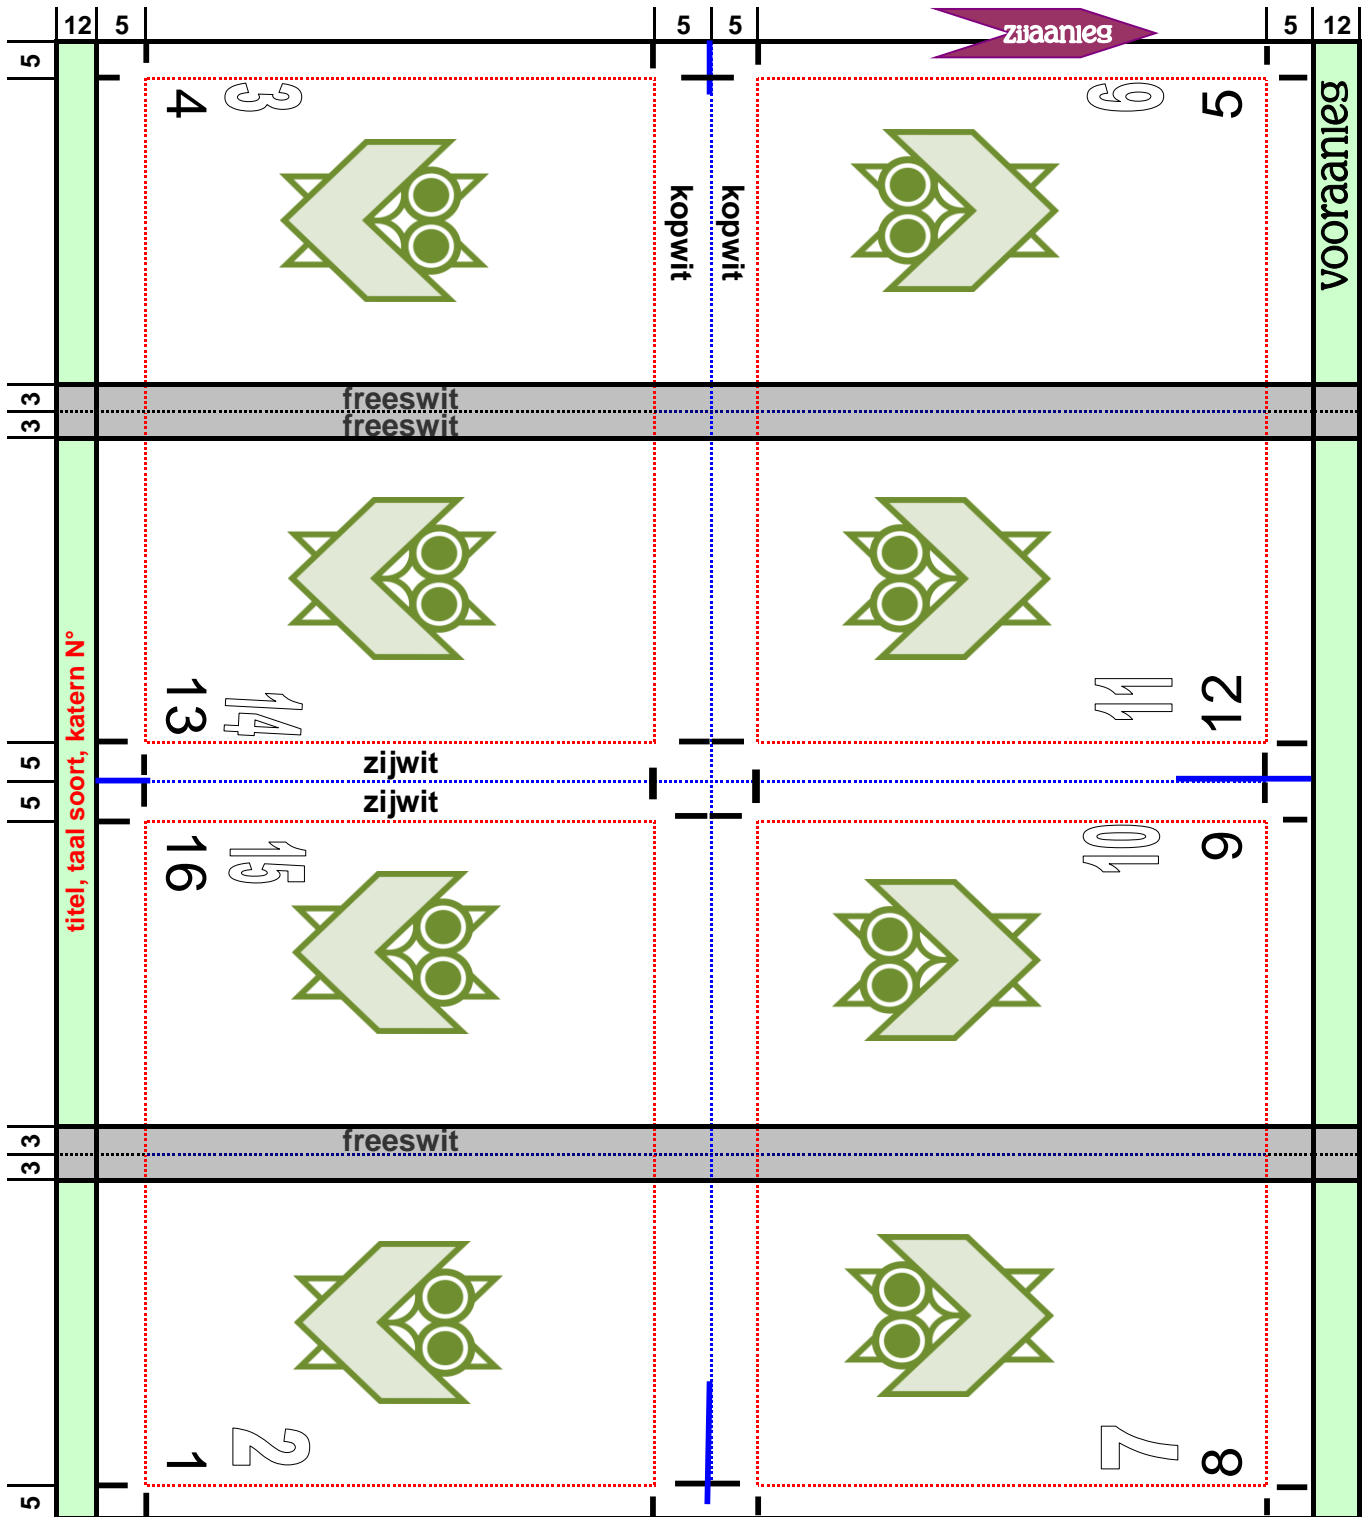 12 5 5 5 zijaanleg 5 12
5
4 3 6 5
vooraanleg
kopwit kopwit
3 freeswit
3 freeswit
titel, taal soort, katern N°
13 14 11 12
5 zijwit
5 zijwit
16 15 10 9
3 freeswit
3
1 2 7 8
5